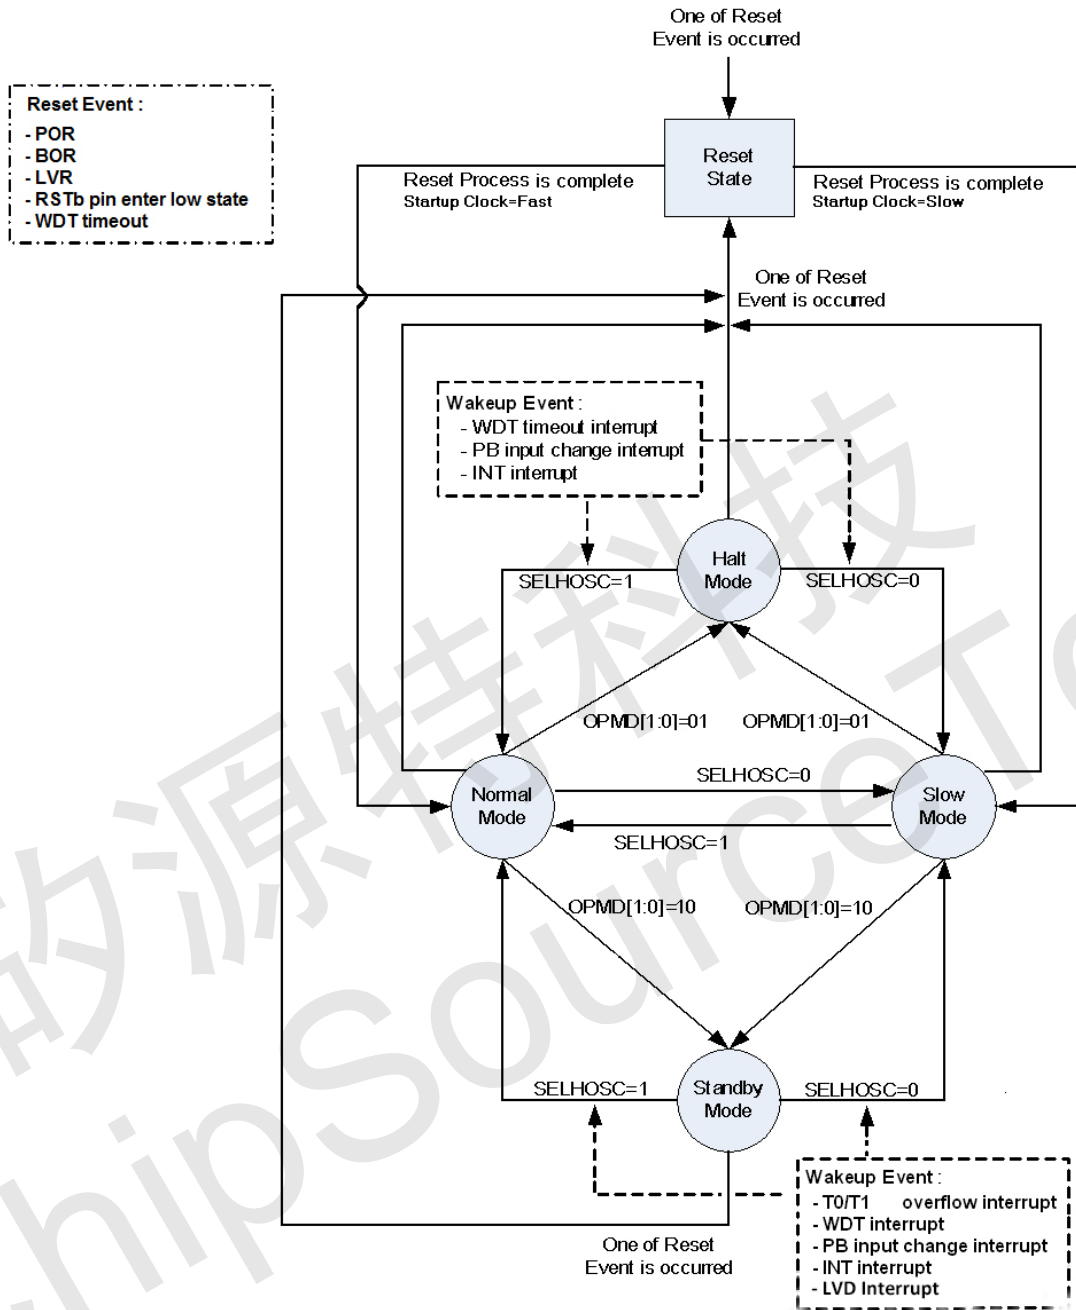 One of Reset
Event is occurred
Reset Event :
- POR
- BOR
- LVR
- RSTb pin enter low state
- WDT timeout
Reset
State
Reset Process is complete
Startup Clock=Fast
Reset Process is complete
Startup Clock=Slow
One of Reset
Event is occurred
Wakeup Event :
- WDT timeout interrupt
- PB input change interrupt
- INT interrupt
Halt
Mode
SELHOSC=1
SELHOSC=0
OPMD[1:0]=01
OPMD[1:0]=01
SELHOSC=0
Normal
Mode
Slow
Mode
SELHOSC=1
OPMD[1:0]=10
OPMD[1:0]=10
SELHOSC=1
Standby
Mode
SELHOSC=0
Wakeup Event :
- T0/T1 overflow interrupt
- WDT interrupt
- PB input change interrupt
- INT interrupt
- LVD Interrupt
One of Reset
Event is occurred
矽源特科技